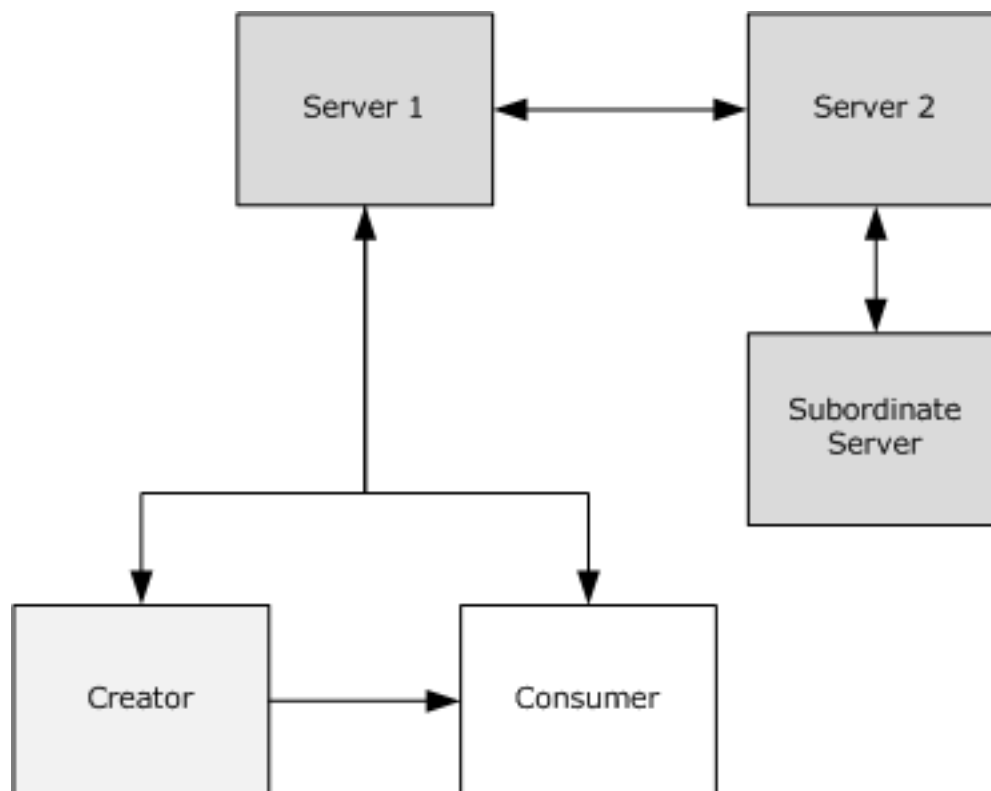 Server 1
Server 2
Subordinate
Server
Creator
Consumer